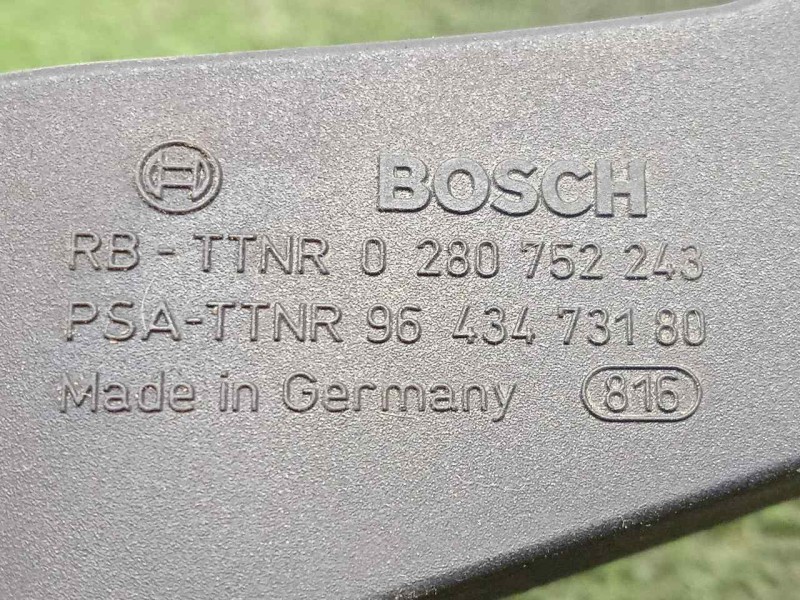 BOSCH
RB - TTNR 0 280 752 243
PSA-TTNR 96 434 731 80
Made in Germany 816